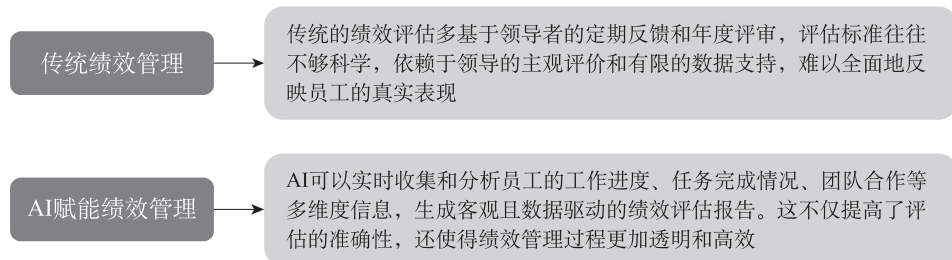 传统绩效管理
传统的绩效评估多基于领导者的定期反馈和年度评审，评估标准往往
不够科学，依赖于领导的主观评价和有限的数据支持，难以全面地反
映员工的真实表现
AI赋能绩效管理
AI可以实时收集和分析员工的工作进度、任务完成情况、团队合作等
多维度信息，生成客观且数据驱动的绩效评估报告。这不仅提高了评
估的准确性，还使得绩效管理过程更加透明和高效